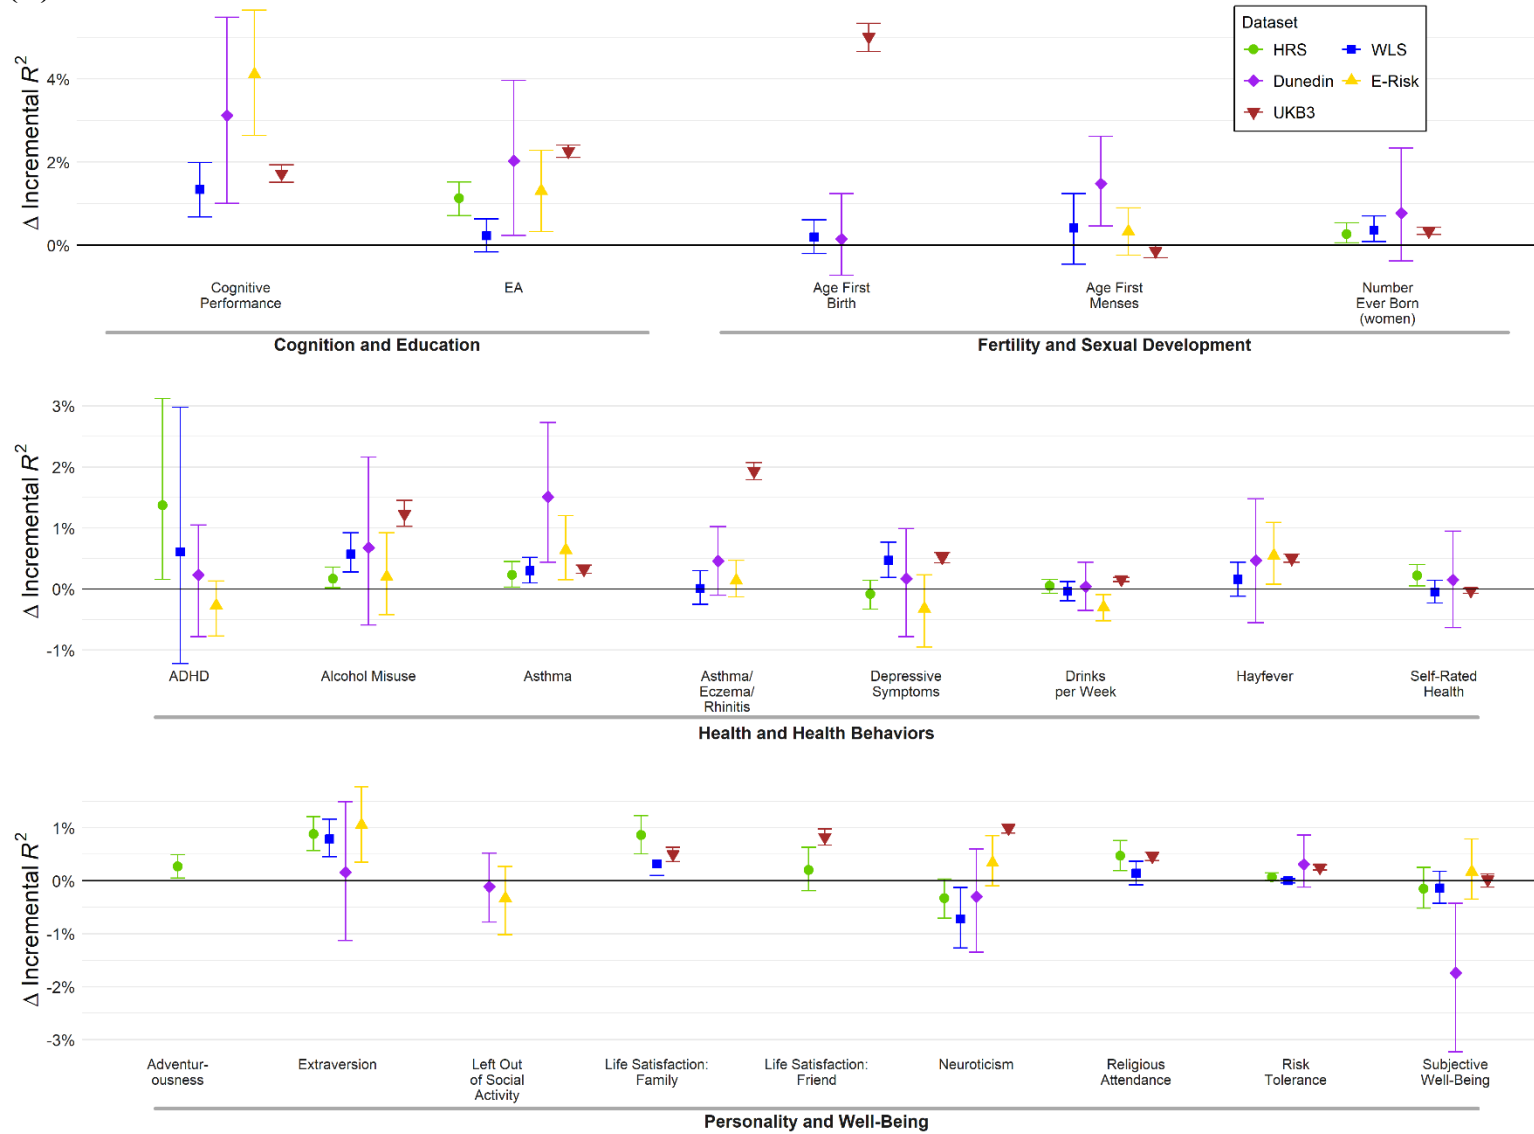 Dataset
HRS
WLS
Dunedin
E-Risk
UKB3
Δ Incremental R²
4%
2%
0%
Cognitive
Performance
EA
Age First
Birth
Age First
Menses
Number
Ever Born
(women)
Cognition and Education
Fertility and Sexual Development
Δ Incremental R²
3%
2%
1%
0%
-1%
ADHD
Alcohol Misuse
Asthma
Asthma/
Eczema/
Rhinitis
Depressive
Symptoms
Drinks
per Week
Hayfever
Self-Rated
Health
Health and Health Behaviors
Δ Incremental R²
1%
0%
-1%
-2%
-3%
Adventur-
ousness
Extraversion
Left Out
of Social
Activity
Life Satisfaction:
Family
Life Satisfaction:
Friend
Neuroticism
Religious
Attendance
Risk
Tolerance
Subjective
Well-Being
Personality and Well-Being